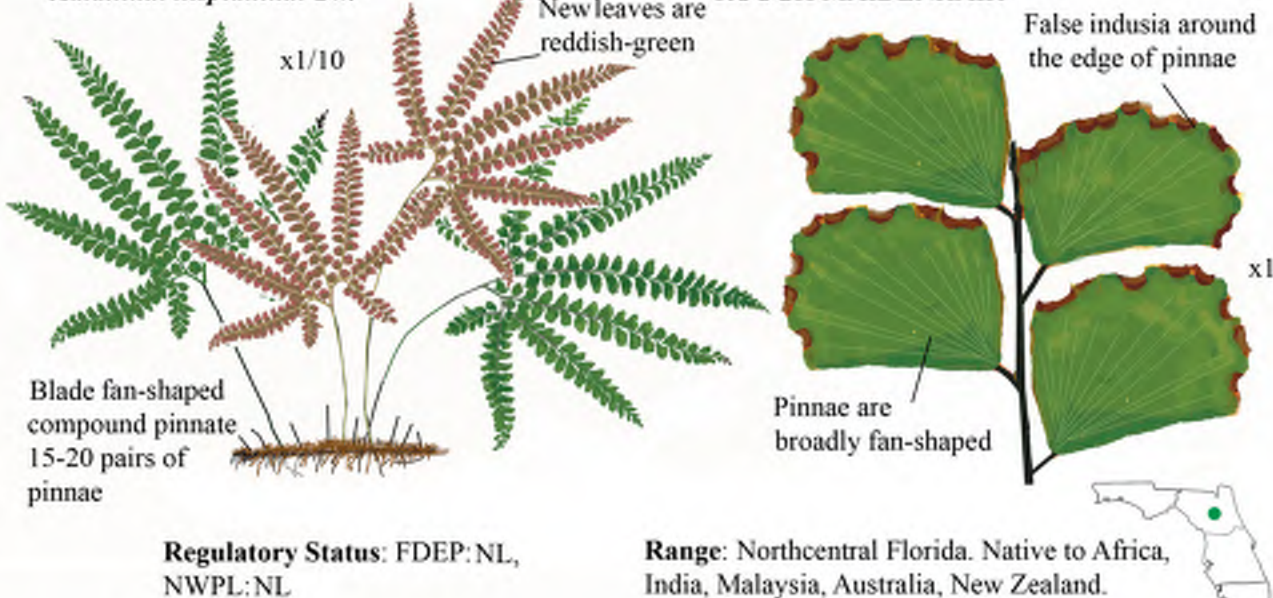 New leaves are
reddish-green
x1/10
False indusia around
the edge of pinnae
x1
Blade fan-shaped
compound pinnate
15-20 pairs of
pinnae
Pinnae are
broadly fan-shaped
Regulatory Status: FDEP:NL,
NWPL:NL
Range: Northcentral Florida. Native to Africa,
India, Malaysia, Australia, New Zealand.